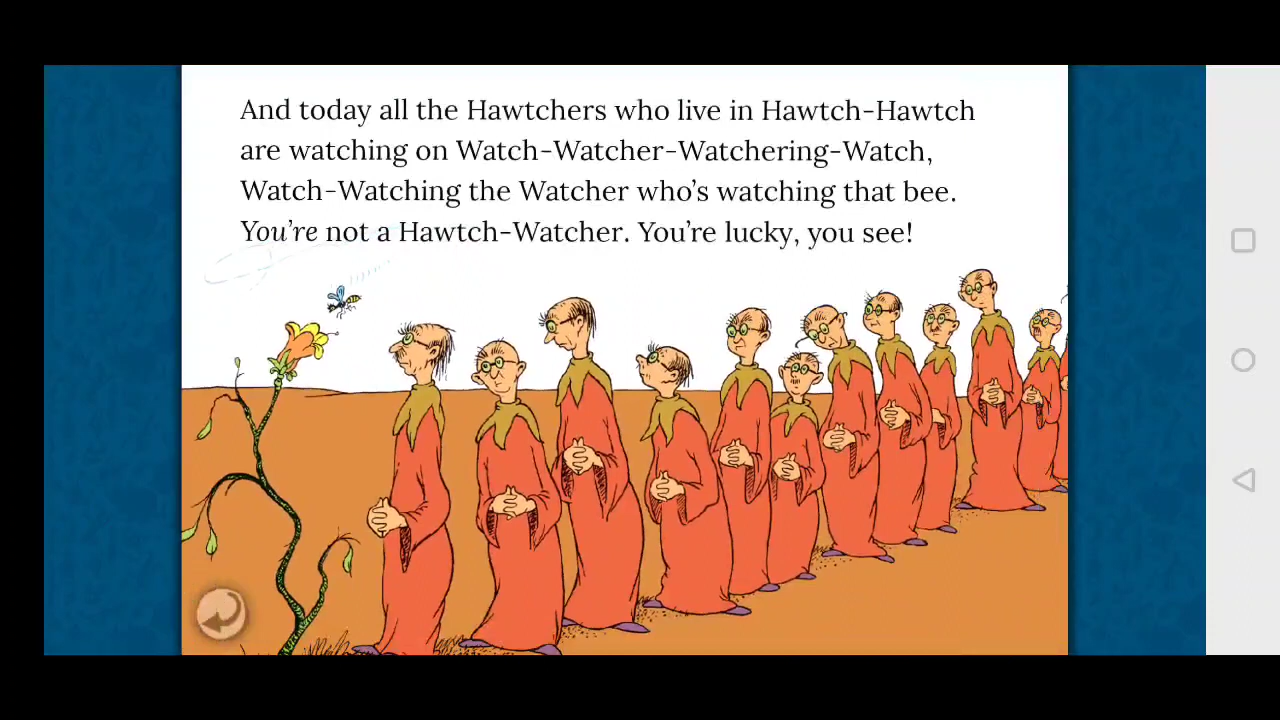 And today all the Hawtchers who live in Hawtch-Hawtch
are watching on Watch-Watcher-Watchering-Watch,
Watch-Watching the Watcher who’s watching that bee.
You’re not a Hawtch-Watcher. You’re lucky, you see!